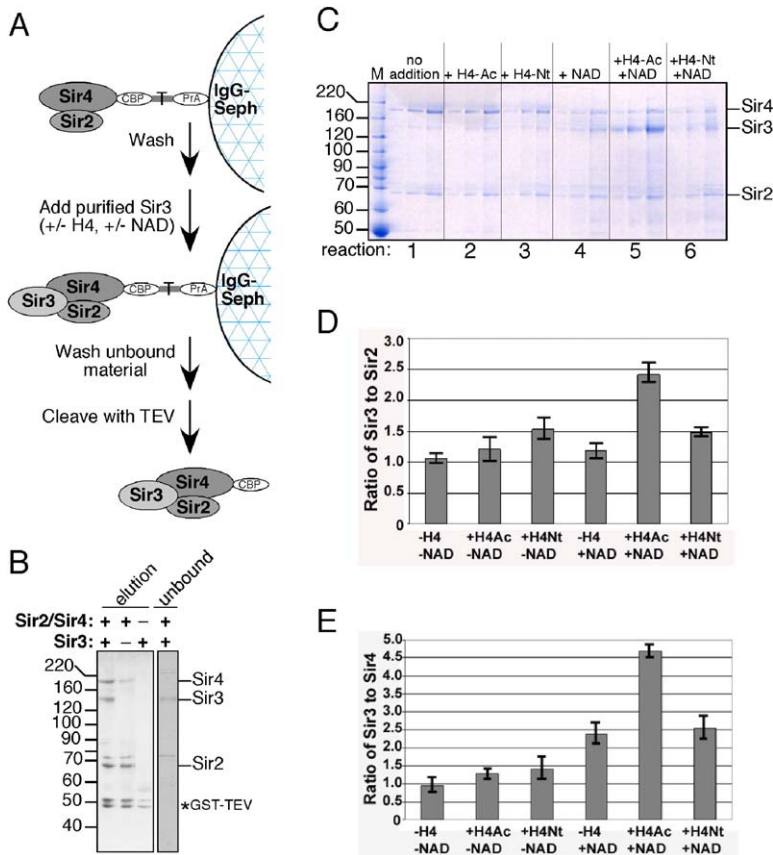 A
Sir4
Sir2
CBP
T
PrA
IgG-
Seph
Wash
Add purified Sir3
(+/- H4, +/- NAD)
Sir3
Sir4
Sir2
CBP
T
PrA
IgG-
Seph
Wash unbound
material
Cleave with TEV
Sir3
Sir4
Sir2
CBP
B
elution
unbound
Sir2/Sir4: + + – +
Sir3: + – + +
220
160
120
100
90
70
60
50
40
Sir4
Sir3
Sir2
*GST-TEV
C
M
no
addition
+ H4-Ac
+ H4-Nt
+ NAD
+H4-Ac
+NAD
+H4-Nt
+NAD
220
160
120
100
90
70
60
50
Sir4
Sir3
Sir2
reaction: 1 2 3 4 5 6
D
Ratio of Sir3 to Sir2
3.0
2.5
2.0
1.5
1.0
0.5
0
-H4 +H4Ac +H4Nt -H4 +H4Ac +H4Nt
-NAD -NAD -NAD +NAD +NAD +NAD
E
Ratio of Sir3 to Sir4
5.0
4.5
4.0
3.5
3.0
2.5
2.0
1.5
1.0
0.5
0
-H4 +H4Ac +H4Nt -H4 +H4Ac +H4Nt
-NAD -NAD -NAD +NAD +NAD +NAD